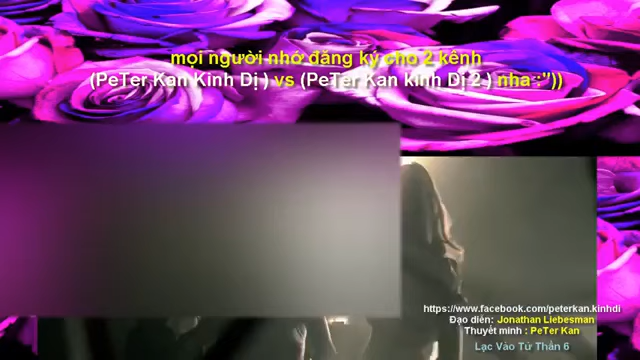 mọi người nhớ đăng ký cho 2 kênh
(PeTer Kan Kinh Dị ) vs (PeTer Kan kinh Dị 2 ) nha :"))
https://www.facebook.com/peterkan.kinhdi
Đạo diễn: Jonathan Liebesman
Thuyết minh : PeTer Kan
Lạc Vào Tử Thần 6